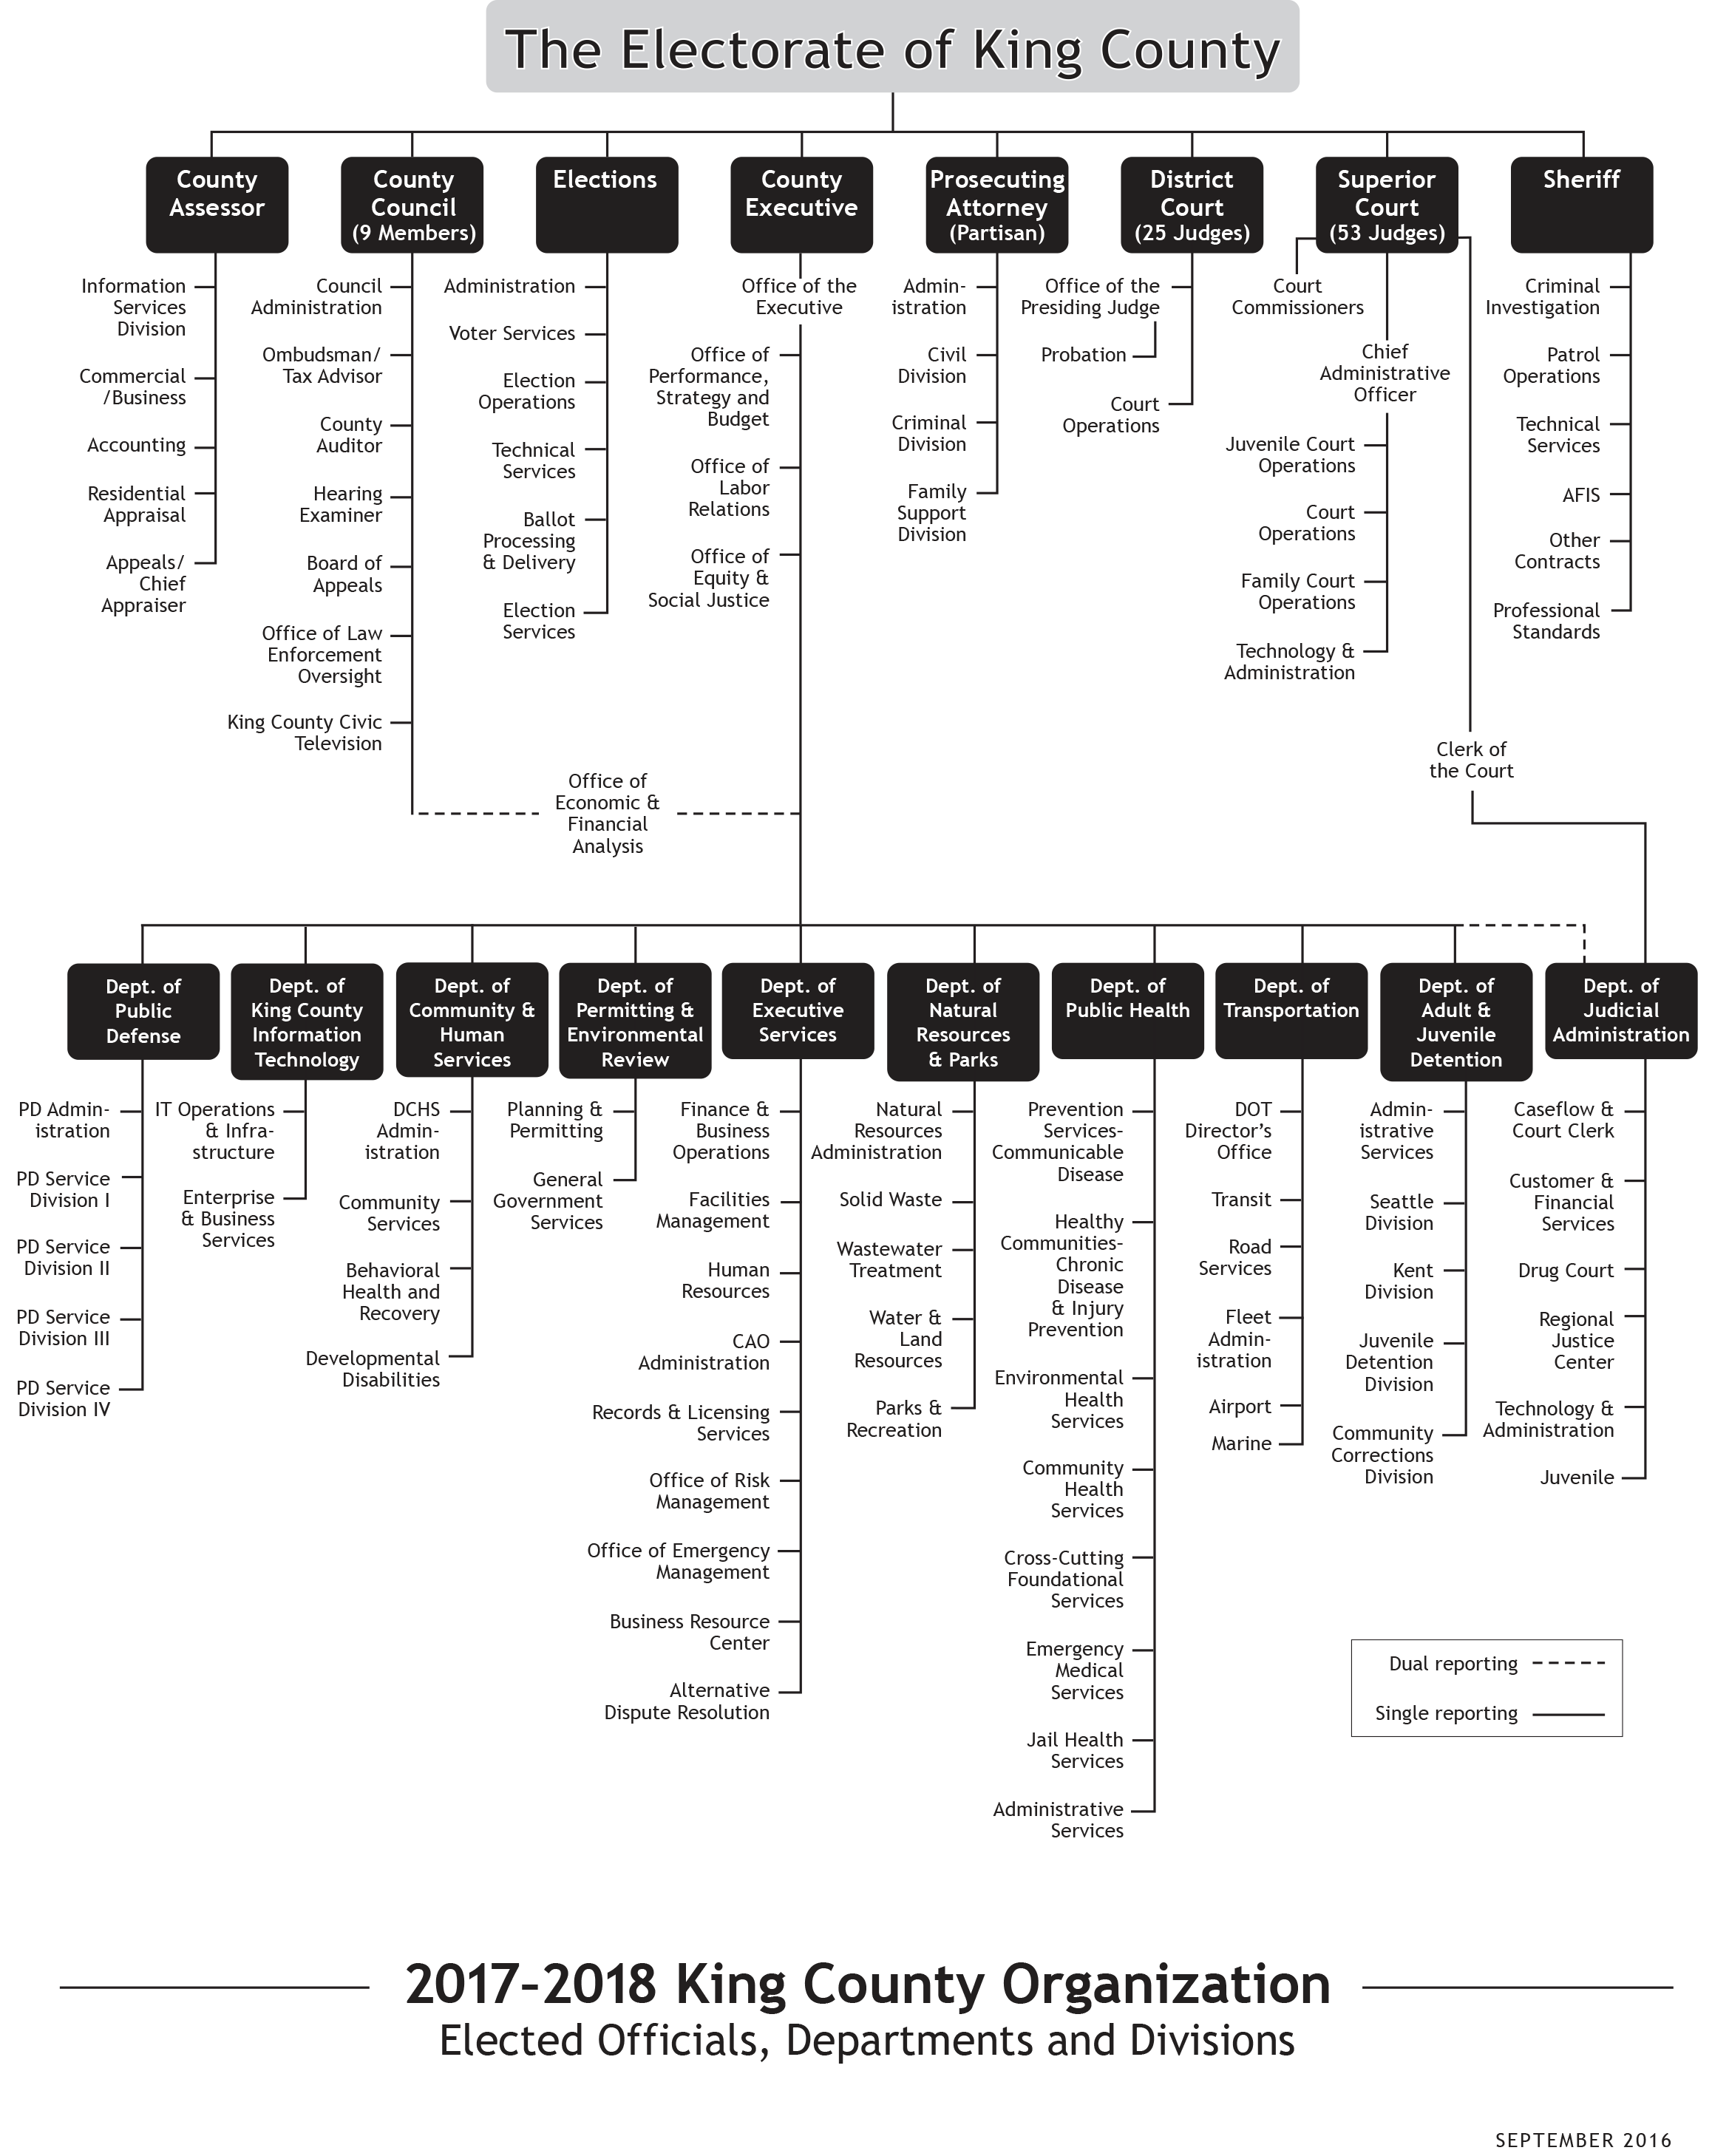 The Electorate of King County
County
Assessor
County
Council
(9 Members)
Elections
County
Executive
Prosecuting
Attorney
(Partisan)
District
Court
(25 Judges)
Superior
Court
(53 Judges)
Sheriff
Information
Services
Division
Commercial
/Business
Accounting
Residential
Appraisal
Appeals/
Chief
Appraiser
Council
Administration
Ombudsman/
Tax Advisor
County
Auditor
Hearing
Examiner
Board of
Appeals
Office of Law
Enforcement
Oversight
King County Civic
Television
Administration
Voter Services
Election
Operations
Technical
Services
Ballot
Processing
& Delivery
Election
Services
Office of
Economic &
Financial
Analysis
Office of the
Executive
Office of
Performance,
Strategy and
Budget
Office of
Labor
Relations
Office of
Equity &
Social Justice
Admin-
istration
Civil
Division
Criminal
Division
Family
Support
Division
Office of the
Presiding Judge
Probation
Court
Operations
Court
Commissioners
Chief
Administrative
Officer
Juvenile Court
Operations
Court
Operations
Family Court
Operations
Technology &
Administration
Clerk of
the Court
Criminal
Investigation
Patrol
Operations
Technical
Services
AFIS
Other
Contracts
Professional
Standards
Dept. of
Public
Defense
Dept. of
King County
Information
Technology
Dept. of
Community &
Human
Services
Dept. of
Permitting &
Environmental
Review
Dept. of
Executive
Services
Dept. of
Natural
Resources
& Parks
Dept. of
Public Health
Dept. of
Transportation
Dept. of
Adult &
Juvenile
Detention
Dept. of
Judicial
Administration
PD Admin-
istration
PD Service
Division I
PD Service
Division II
PD Service
Division III
PD Service
Division IV
IT Operations
& Infra-
structure
Enterprise
& Business
Services
DCHS
Admin-
istration
Community
Services
Behavioral
Health and
Recovery
Developmental
Disabilities
Planning &
Permitting
General
Government
Services
Finance &
Business
Operations
Facilities
Management
Human
Resources
CAO
Administration
Records & Licensing
Services
Office of Risk
Management
Office of Emergency
Management
Business Resource
Center
Alternative
Dispute Resolution
Natural
Resources
Administration
Solid Waste
Wastewater
Treatment
Water &
Land
Resources
Parks &
Recreation
Prevention
Services-
Communicable
Disease
Healthy
Communities-
Chronic
Disease
& Injury
Prevention
Environmental
Health
Services
Community
Health
Services
Cross-Cutting
Foundational
Services
Emergency
Medical
Services
Jail Health
Services
Administrative
Services
DOT
Director’s
Office
Transit
Road
Services
Fleet
Admin-
istration
Airport
Marine
Admin-
istrative
Services
Seattle
Division
Kent
Division
Juvenile
Detention
Division
Community
Corrections
Division
Caseflow &
Court Clerk
Customer &
Financial
Services
Drug Court
Regional
Justice
Center
Technology &
Administration
Juvenile
Dual reporting
Single reporting
2017–2018 King County Organization
Elected Officials, Departments and Divisions
SEPTEMBER 2016